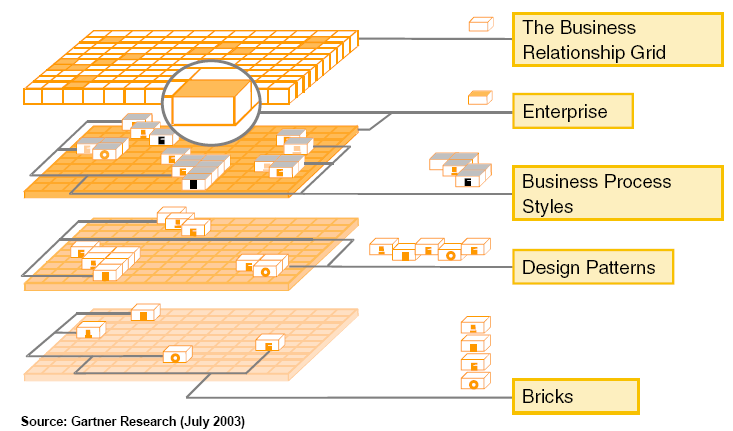 The Business
Relationship Grid
Enterprise
Business Process
Styles
Design Patterns
Bricks
Source: Gartner Research (July 2003)